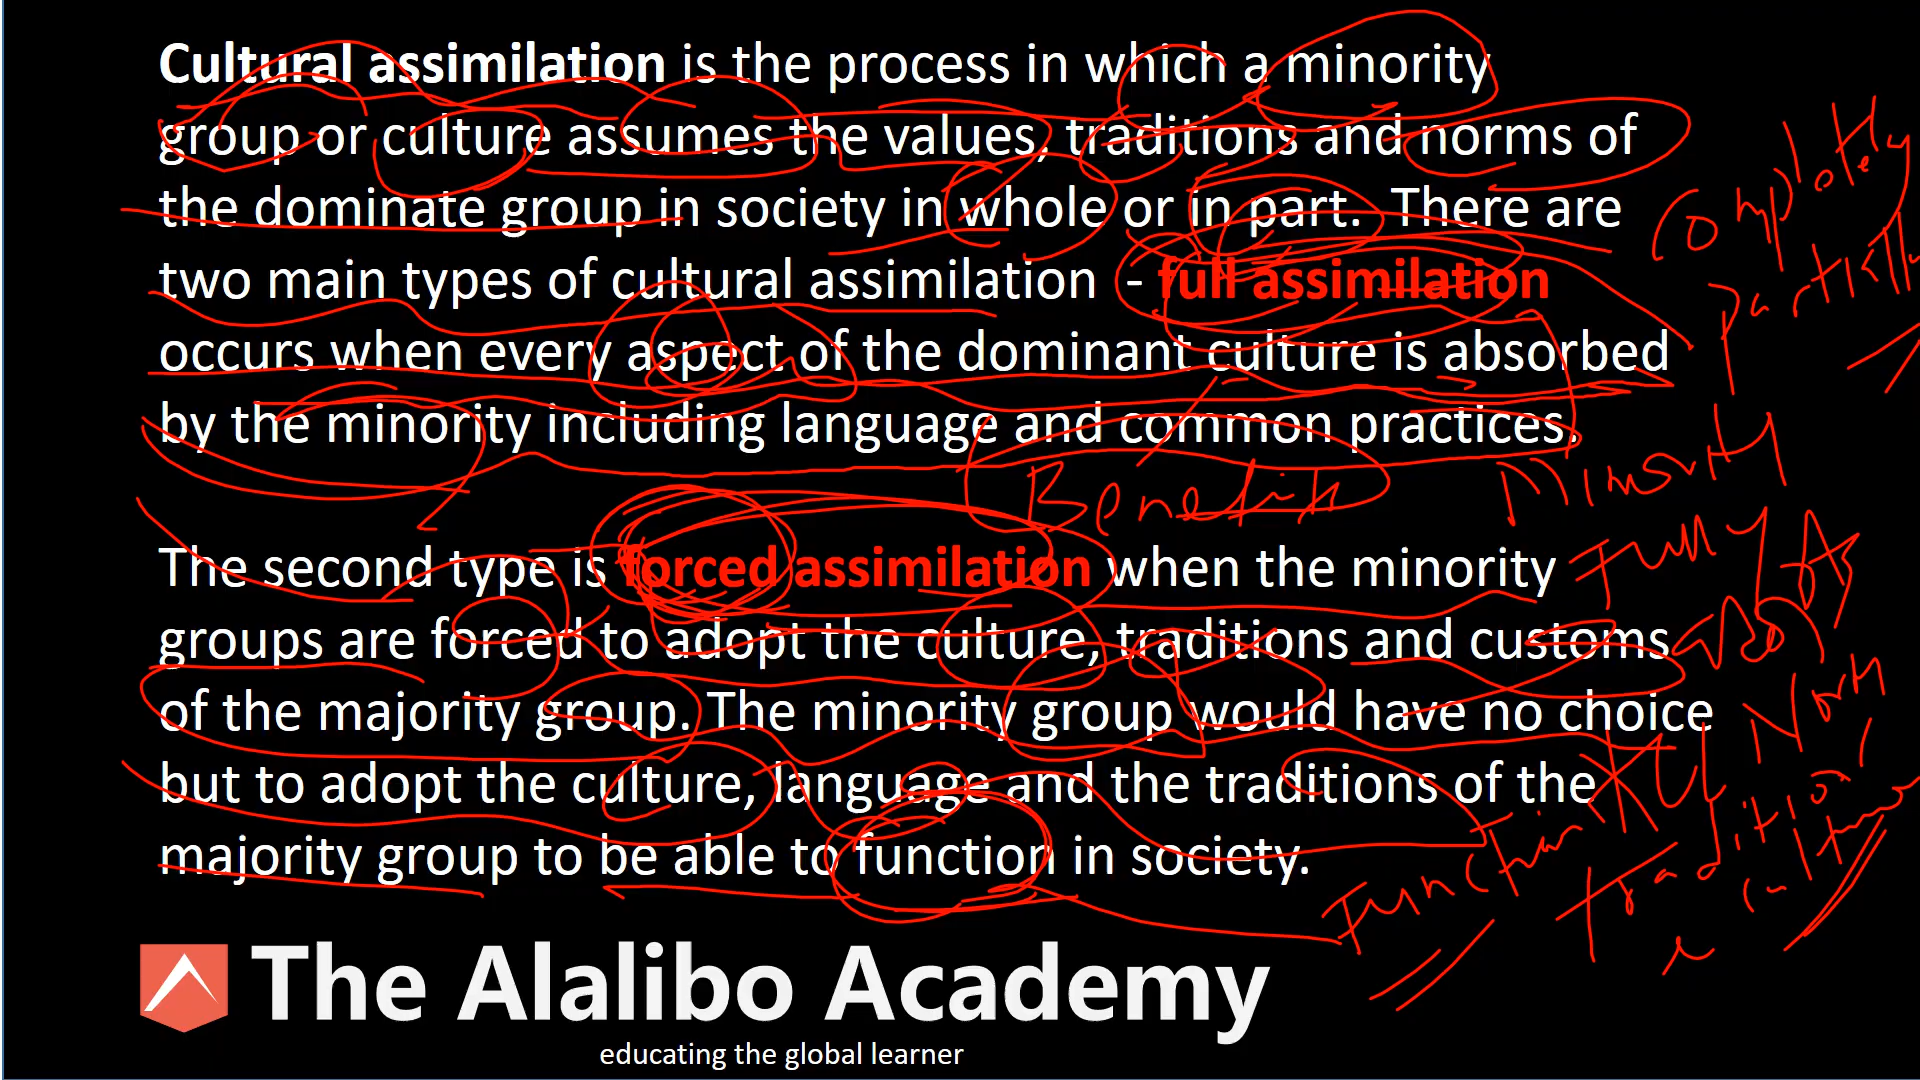 Cultural assimilation is the process in which a minority
group or culture assumes the values, traditions and norms of
the dominate group in society in whole or in part. There are
two main types of cultural assimilation - full assimilation
occurs when every aspect of the dominant culture is absorbed
by the minority including language and common practices.
The second type is forced assimilation when the minority
groups are forced to adopt the culture, traditions and customs
of the majority group. The minority group would have no choice
but to adopt the culture, language and the traditions of the
majority group to be able to function in society.
Minority
Fully
Norm
Function
The Alalibo Academy
educating the global learner